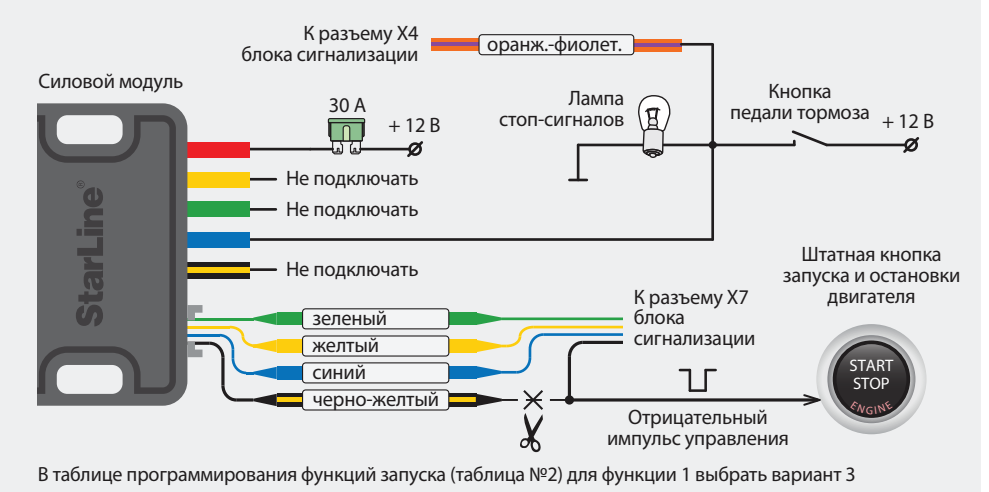 К разъему X4
блока сигнализации
оранж.-фиолет.
Силовой модуль
30 А
+ 12 В
Лампа
стоп-сигналов
Кнопка
педали тормоза
+ 12 В
Не подключать
Не подключать
Не подключать
StarLine®
зеленый
желтый
синий
черно-желтый
К разъему X7
блока
сигнализации
Штатная кнопка
запуска и остановки
двигателя
START
STOP
ENGINE
Отрицательный
импульс управления
В таблице программирования функций запуска (таблица №2) для функции 1 выбрать вариант 3